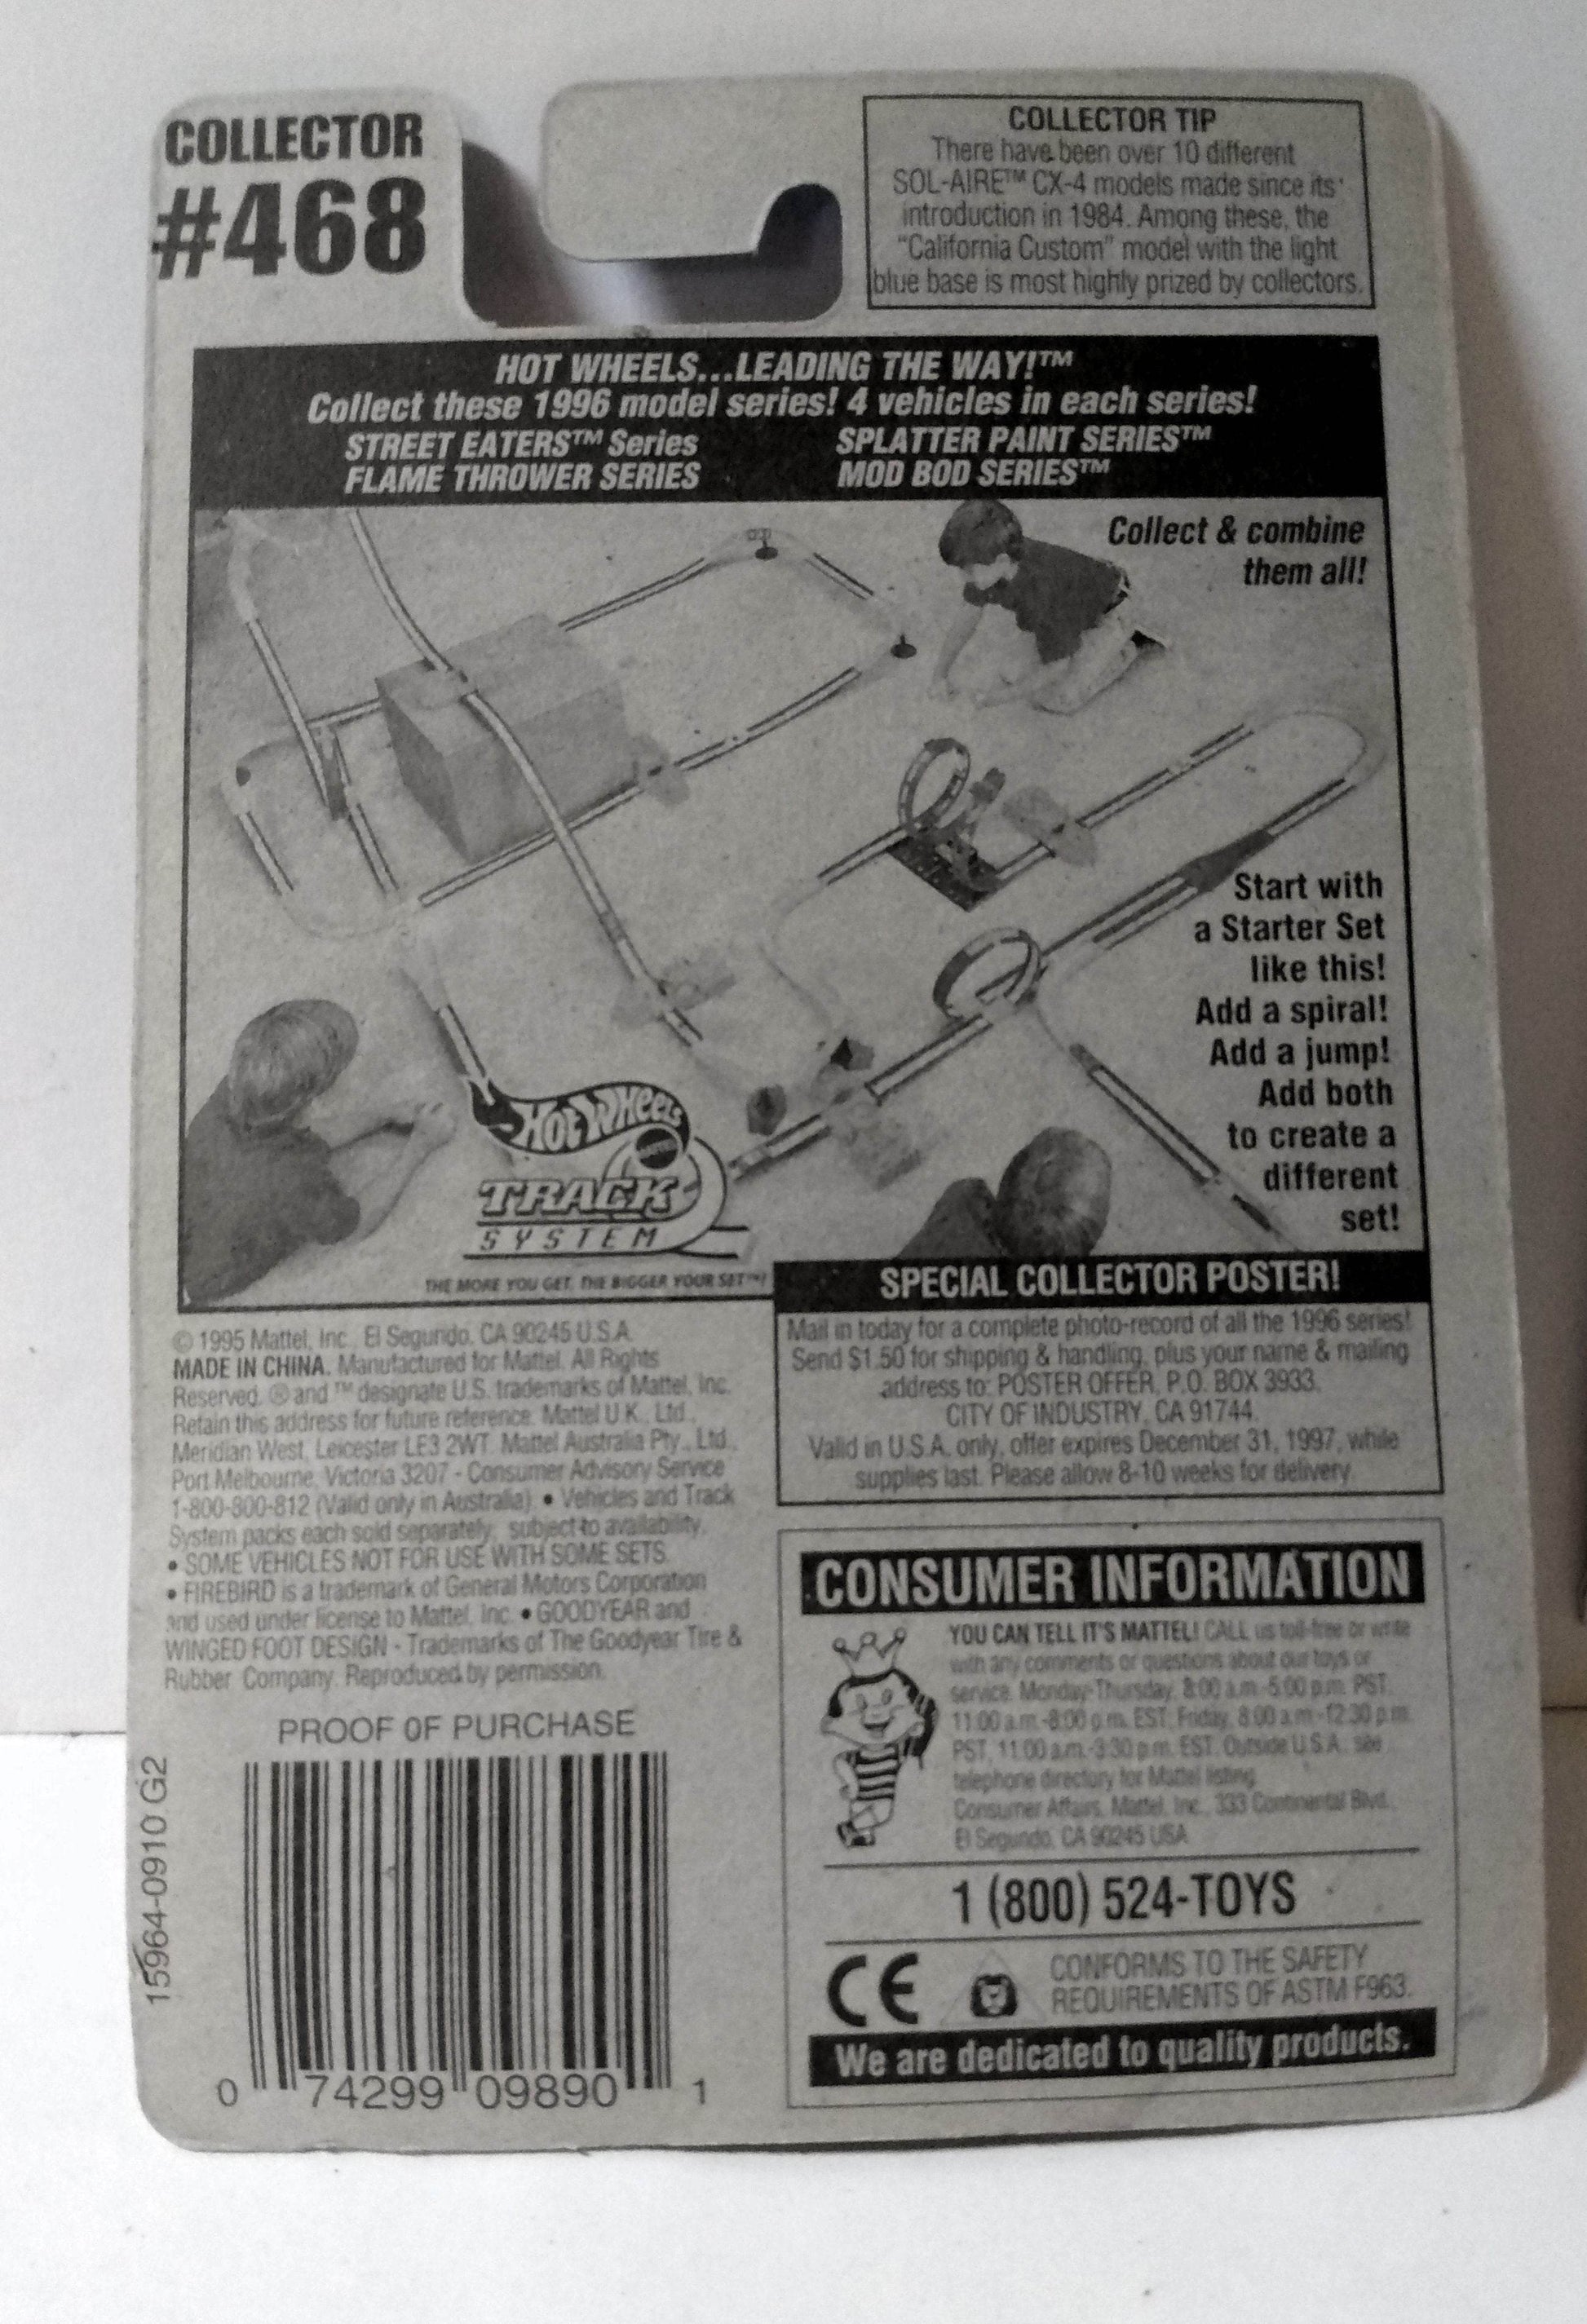 COLLECTOR
#468
COLLECTOR TIP
There have been over 10 different
SOL-AIRE™ CX-4 models made since its
introduction in 1984. Among these, the
"California Custom" model with the light
blue base is most highly prized by collectors.
HOT WHEELS...LEADING THE WAY!™
Collect these 1996 model series! 4 vehicles in each series!
STREET EATERS™ Series
SPLATTER PAINT SERIES™
FLAME THROWER SERIES
MOD BOD SERIES™
Collect & combine
them all!
Start with
a Starter Set
like this!
Add a spiral!
Add a jump!
Add both
to create a
different
set!
HOT WHEELS
TRACK
SYSTEM
THE MORE YOU GET, THE BIGGER YOUR SET™!
SPECIAL COLLECTOR POSTER!
Mail in today for a complete photo-record of all the 1996 series!
Send $1.50 for shipping & handling, plus your name & mailing
address to: POSTER OFFER, P.O. BOX 3933,
CITY OF INDUSTRY, CA 91744.
Valid in U.S.A. only, offer expires December 31, 1997, while
supplies last. Please allow 8-10 weeks for delivery.
© 1995 Mattel, Inc., El Segundo, CA 90245 U.S.A.
MADE IN CHINA. Manufactured for Mattel. All Rights
Reserved. ® and ™ designate U.S. trademarks of Mattel, Inc.
Retain this address for future reference: Mattel U.K., Ltd.,
Meridian West, Leicester LE3 2WT. Mattel Australia Pty., Ltd.,
Port Melbourne, Victoria 3207 - Consumer Advisory Service
1-800-800-812 (Valid only in Australia). • Vehicles and Track
System packs each sold separately, subject to availability.
• SOME VEHICLES NOT FOR USE WITH SOME SETS.
• FIREBIRD is a trademark of General Motors Corporation
and used under license to Mattel, Inc. • GOODYEAR and
WINGED FOOT DESIGN - Trademarks of The Goodyear Tire &
Rubber Company. Reproduced by permission.
PROOF OF PURCHASE
15964-0910 G2
0 74299 09890 1
CONSUMER INFORMATION
YOU CAN TELL IT'S MATTEL! CALL us toll-free or write
with any comments or questions about our toys or
service. Monday-Thursday, 8:00 a.m.-5:00 p.m. PST,
11:00 a.m.-8:00 p.m. EST; Friday, 8:00 a.m.-12:30 p.m.
PST, 11:00 a.m.-3:30 p.m. EST. Outside U.S.A. see
telephone directory for Mattel listing.
Consumer Affairs, Mattel, Inc., 333 Continental Blvd.,
El Segundo, CA 90245 USA
1 (800) 524-TOYS
CE
CONFORMS TO THE SAFETY
REQUIREMENTS OF ASTM F963.
We are dedicated to quality products.